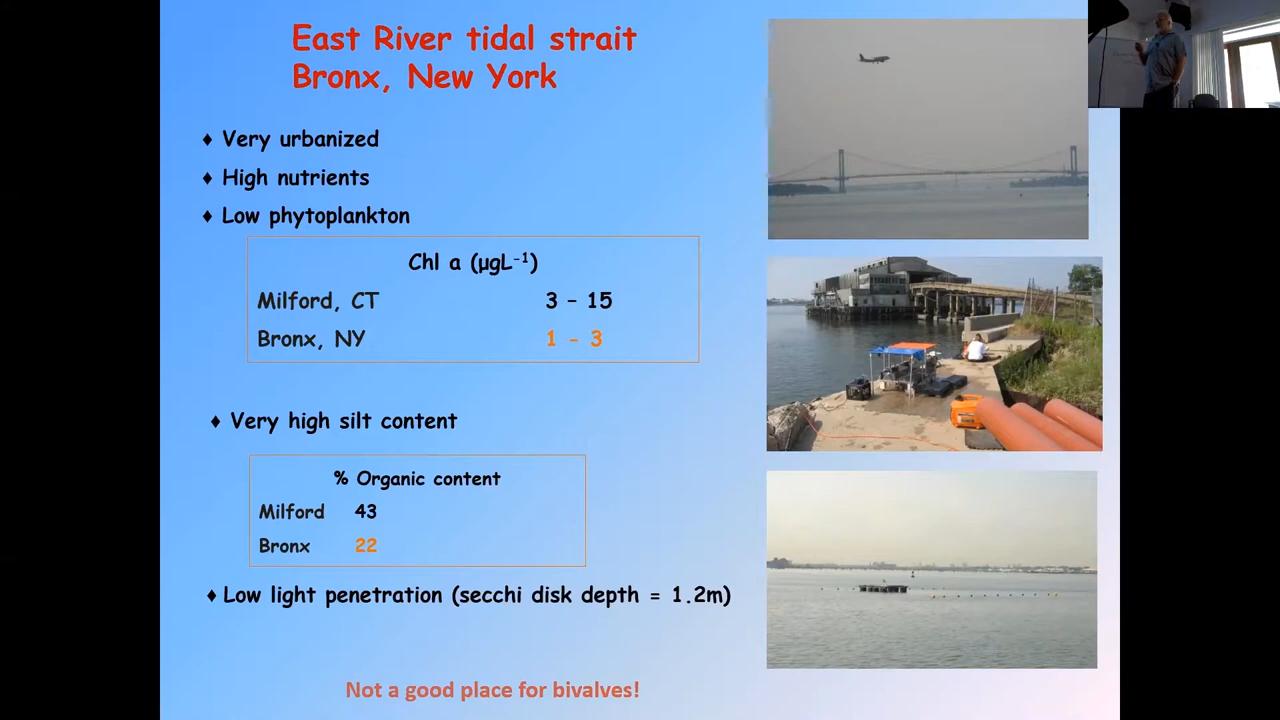 East River tidal strait
Bronx, New York
♦ Very urbanized
♦ High nutrients
♦ Low phytoplankton
Chl a (µgL⁻¹)
Milford, CT 3 – 15
Bronx, NY 1 – 3
♦ Very high silt content
% Organic content
Milford 43
Bronx 22
♦ Low light penetration (secchi disk depth = 1.2m)
Not a good place for bivalves!